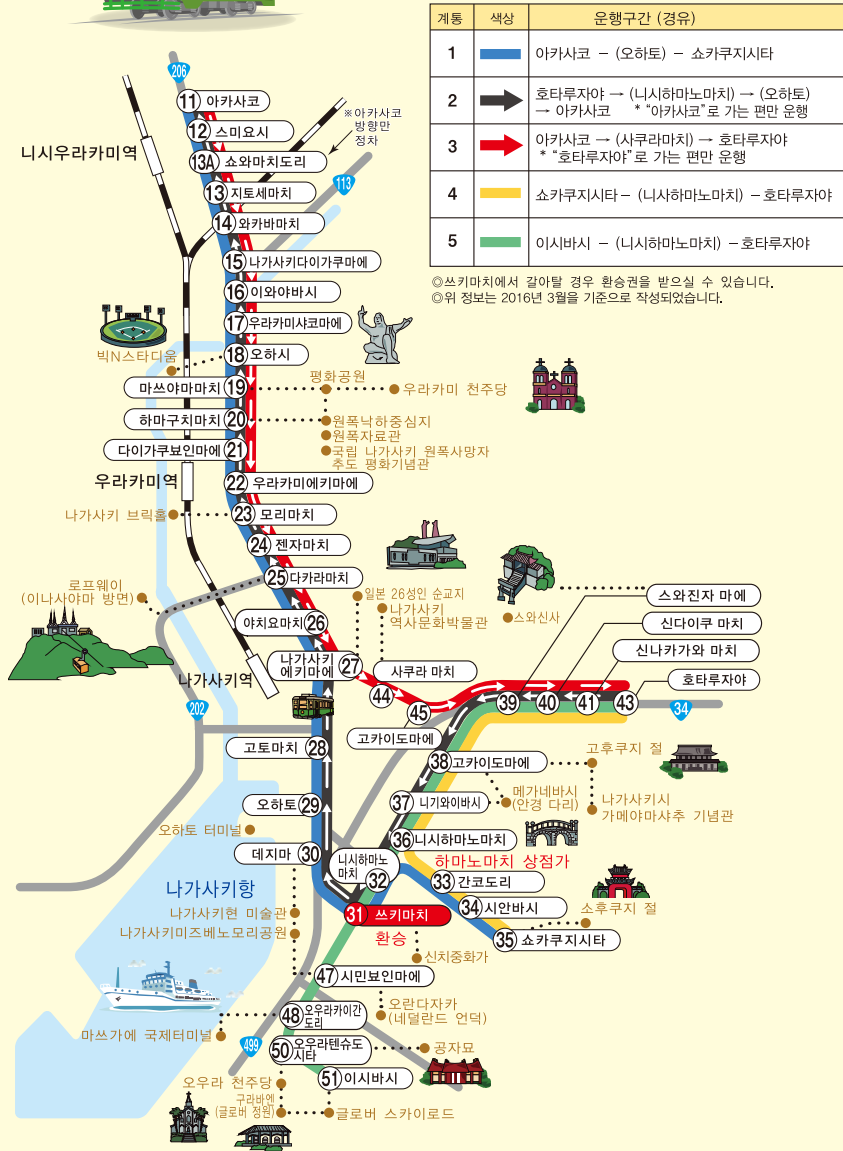 계통 색상 운행구간 (경유)
1 아카사코 – (오하토) – 쇼카쿠지시타
2 호타루자야 → (니시하마노마치) → (오하토)
→ 아카사코 * “아카사코”로 가는 편만 운행
3 아카사코 → (사쿠라마치) → 호타루자야
* “호타루자야”로 가는 편만 운행
4 쇼카쿠지시타 – (니사하마노마치) – 호타루자야
5 이시바시 – (니시하마노마치) – 호타루자야
◎쓰키마치에서 갈아탈 경우 환승권을 받으실 수 있습니다.
◎위 정보는 2016년 3월을 기준으로 작성되었습니다.
206
11 아카사코
※아카사코
방향만
정차
12 스미요시
니시우라카미역
13A 쇼와마치도리
113
13 지토세마치
14 와카바마치
15 나가사키다이가쿠마에
16 이와야바시
17 우라카미샤코마에
빅N스타디움
18 오하시
마쓰야마마치 19
평화공원
우라카미 천주당
하마구치마치 20
원폭낙하중심지
원폭자료관
국립 나가사키 원폭사망자
추도 평화기념관
다이가쿠뵤인마에 21
우라카미역
22 우라카미에키마에
나가사키 브릭홀
23 모리마치
24 젠자마치
25 다카라마치
로프웨이
(이나사야마 방면)
야치요마치 26
일본 26성인 순교지
나가사키
역사문화박물관
스와신사
스와진자 마에
신다이쿠 마치
신나카가와 마치
호타루자야
나가사키역
나가사키
에키마에 27
사쿠라 마치
44
45
고카이도마에
39
40
41
43
34
202
고토마치 28
38 고카이도마에
고후쿠지 절
37 니기와이바시
메가네바시
(안경 다리)
나가사키시
가메야마샤추 기념관
오하토 29
오하토 터미널
36 니시하마노마치
하마노마치 상점가
데지마 30
니시하마노
마치 32
33 간코도리
34 시안바시
35 쇼카쿠지시타
소후쿠지 절
나가사키항
31 쓰키마치
환승
신치중화가
나가사키현 미술관
나가사키미즈베노모리공원
47 시민뵤인마에
오란다자카
(네덜란드 언덕)
48 오우라카이간
도리
마쓰가에 국제터미널
499
50 오우라텐슈도
시타
공자묘
51 이시바시
오우라 천주당
구라바엔
(글로버 정원)
글로버 스카이로드